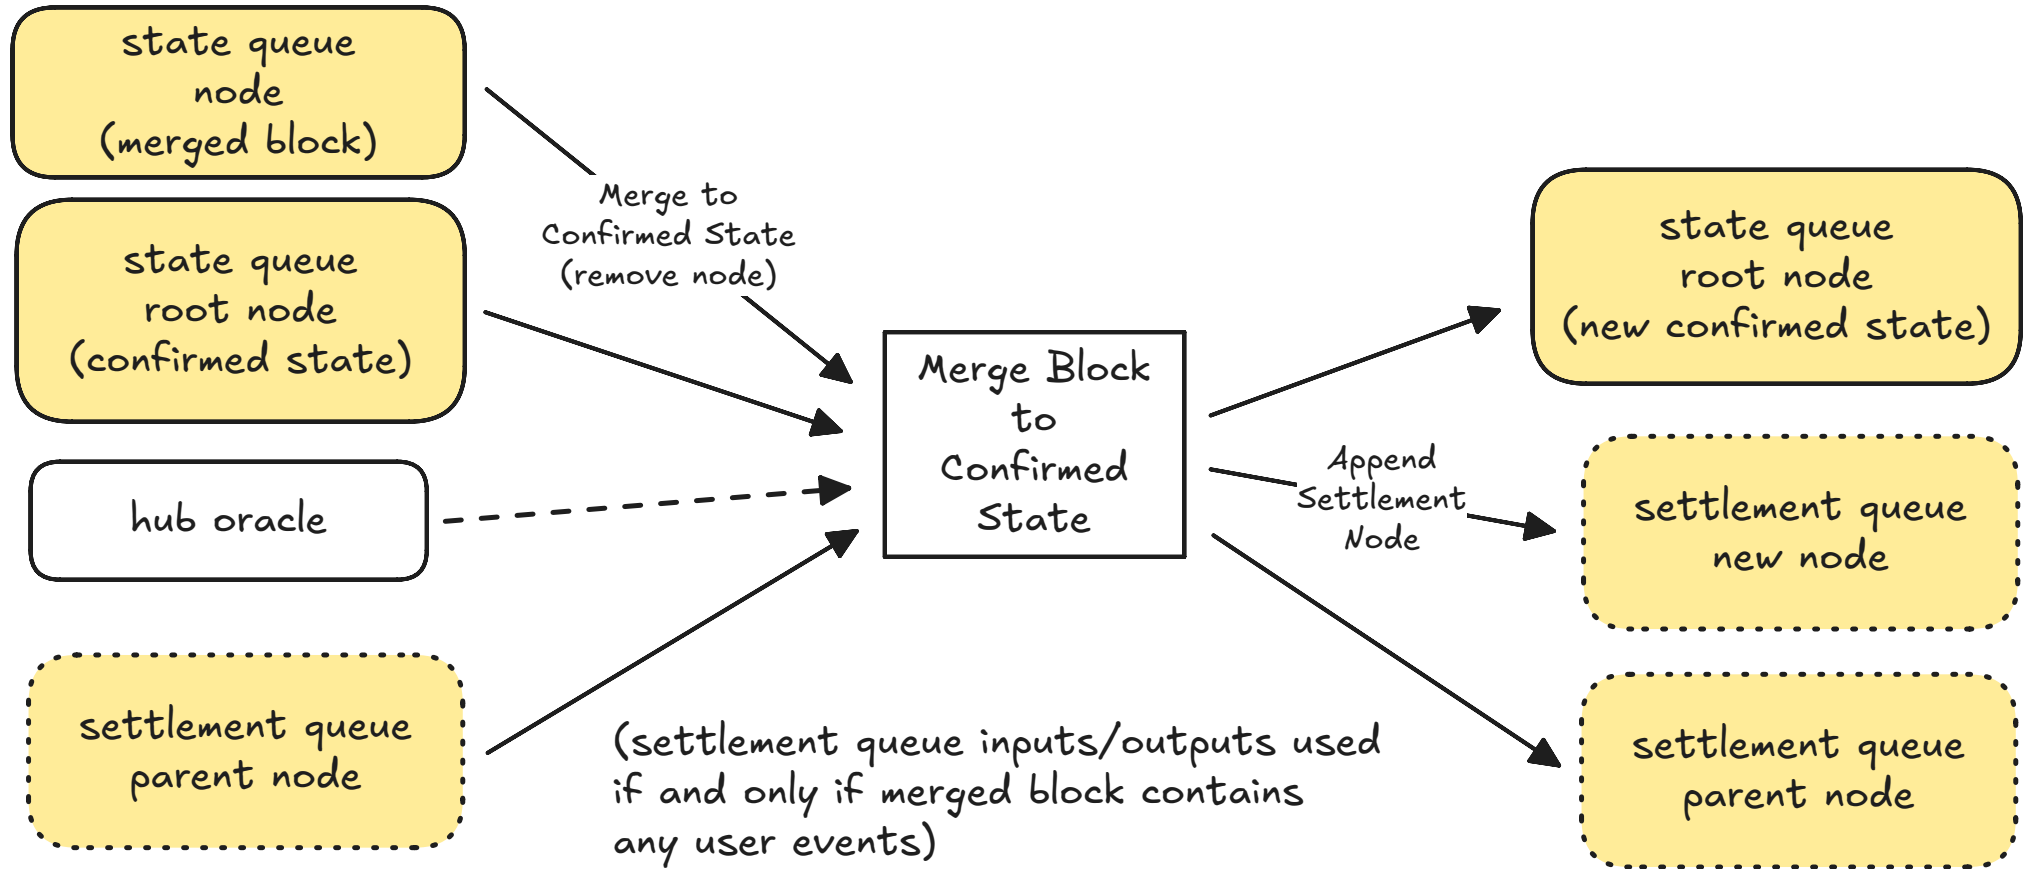 state queue
node
(merged block)
state queue
root node
(confirmed state)
hub oracle
settlement queue
parent node
Merge to
Confirmed State
(remove node)
Merge Block
to
Confirmed
State
(settlement queue inputs/outputs used
if and only if merged block contains
any user events)
Append
Settlement
Node
state queue
root node
(new confirmed state)
settlement queue
new node
settlement queue
parent node